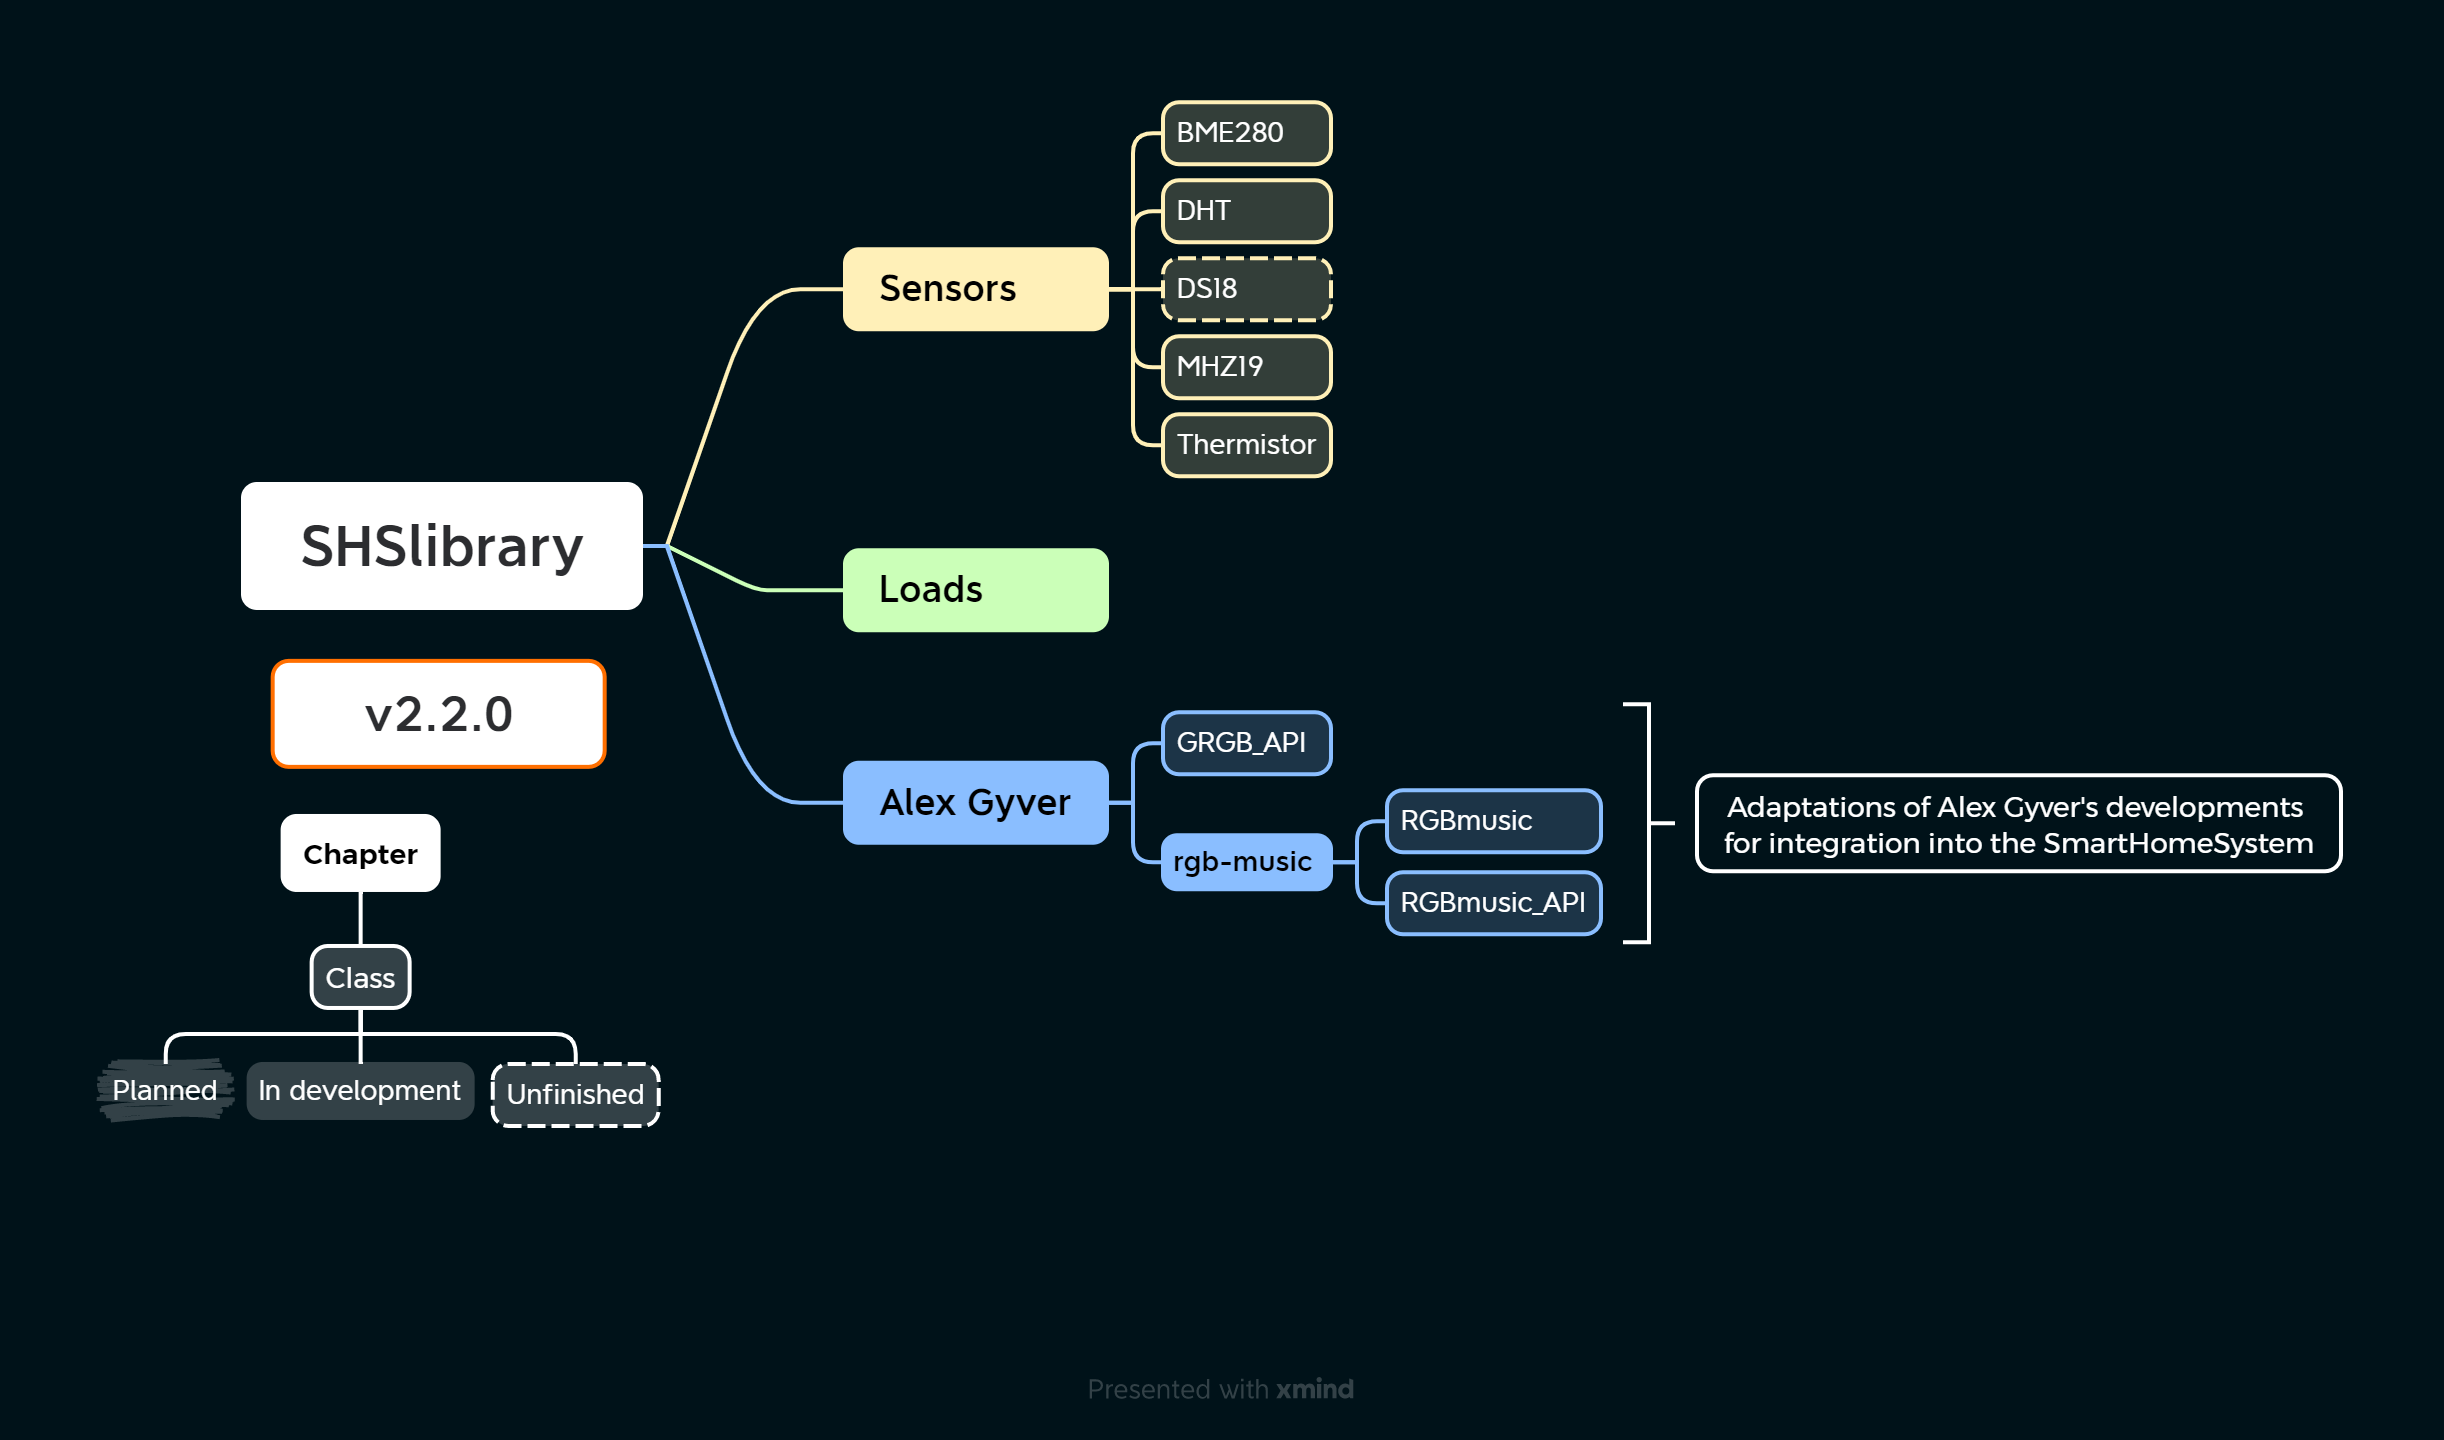 SHSlibrary
v2.2.0
Sensors
BME280
DHT
DS18
MHZ19
Thermistor
Loads
Alex Gyver
GRGB_API
rgb-music
RGBmusic
RGBmusic_API
Adaptations of Alex Gyver's developments
for integration into the SmartHomeSystem
Chapter
Class
Planned
In development
Unfinished
Presented with xmind